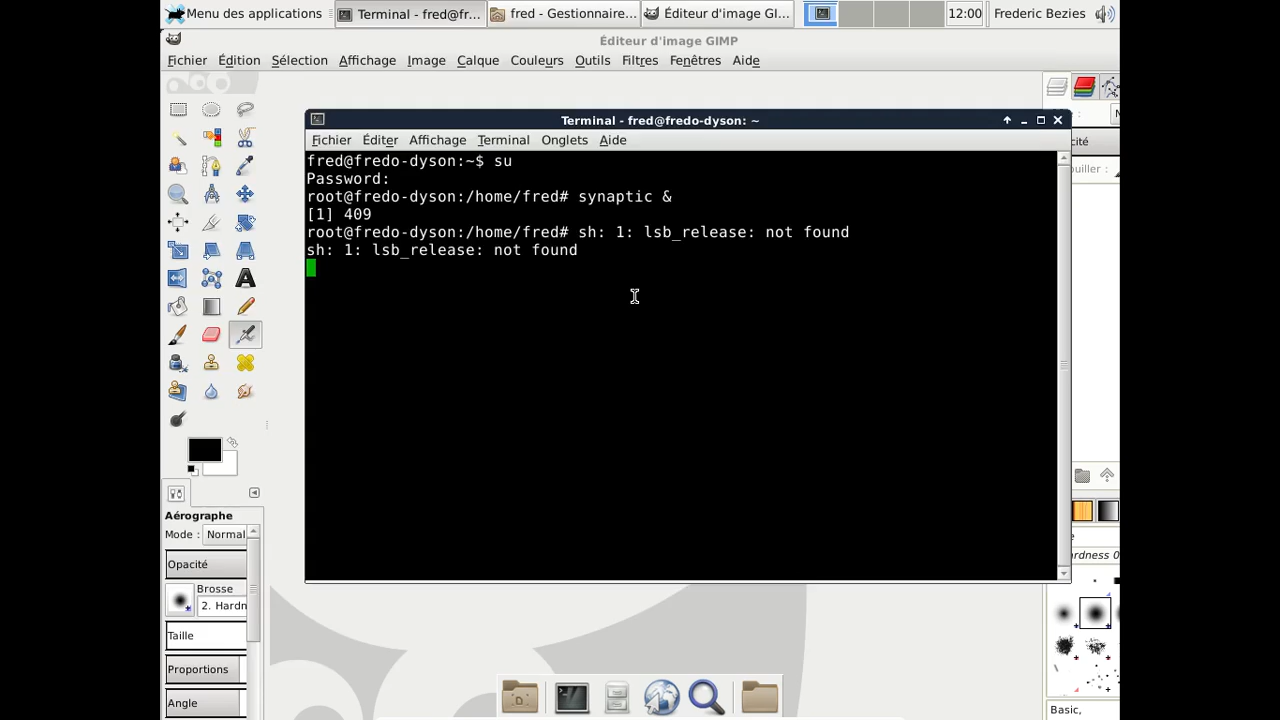 Menu des applications
Terminal - fred@fr...
fred - Gestionnaire...
Éditeur d'image GI...
12:00
Frederic Bezies
Éditeur d'image GIMP
Fichier Édition Sélection Affichage Image Calque Couleurs Outils Filtres Fenêtres Aide
Terminal - fred@fredo-dyson: ~
Fichier Éditer Affichage Terminal Onglets Aide
fred@fredo-dyson:~$ su
Password:
root@fredo-dyson:/home/fred# synaptic &
[1] 409
root@fredo-dyson:/home/fred# sh: 1: lsb_release: not found
sh: 1: lsb_release: not found
Aérographe
Mode : Normal
Opacité
Brosse
2. Hardn
Taille
Proportions
Angle
cité
ouiller :
ardness 0
Basic,